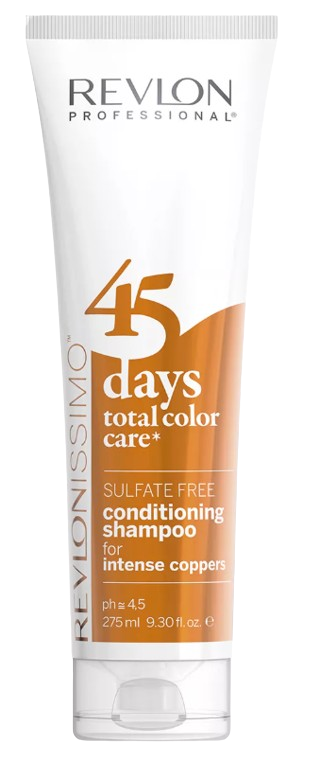 REVLON
PROFESSIONAL®
REVLONISSIMO™
45
days
total color
care*
SULFATE FREE
conditioning
shampoo
for
intense coppers
ph≅4,5
275 ml 9.30 fl. oz. ℮